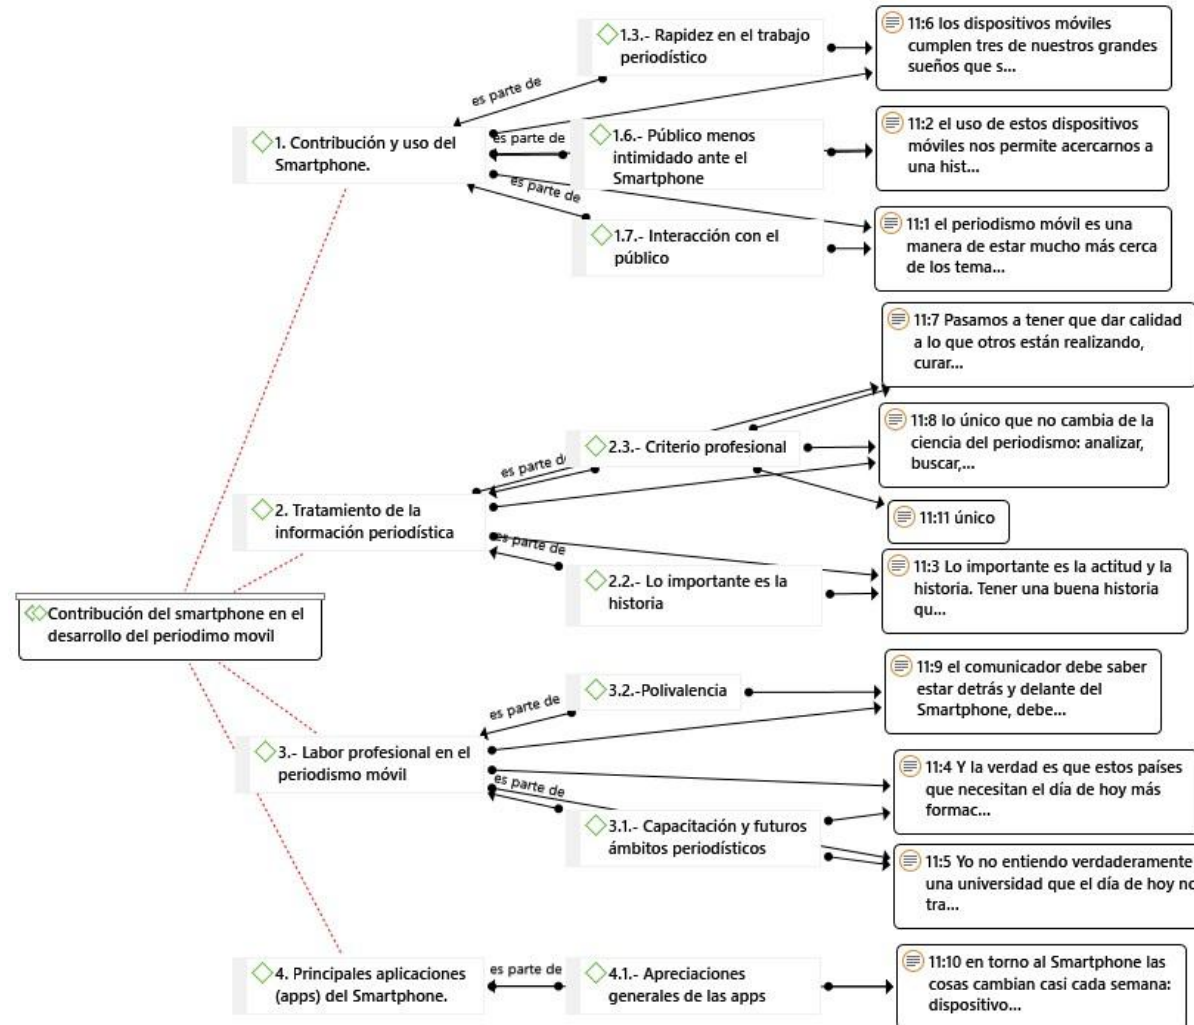 1.3.- Rapidez en el trabajo
periodístico
11:6 los dispositivos móviles
cumplen tres de nuestros grandes
sueños que s...
es parte de
1. Contribución y uso del
Smartphone.
es parte de
1.6.- Público menos
intimidado ante el
Smartphone
11:2 el uso de estos dispositivos
móviles nos permite acercarnos a
una hist...
es parte de
1.7.- Interacción con el
público
11:1 el periodismo móvil es una
manera de estar mucho más cerca
de los tema...
11:7 Pasamos a tener que dar calidad
a lo que otros están realizando,
curar...
2.3.- Criterio profesional
11:8 lo único que no cambia de la
ciencia del periodismo: analizar,
buscar,...
es parte de
2. Tratamiento de la
información periodística
11:11 único
es parte de
2.2.- Lo importante es la
historia
11:3 Lo importante es la actitud y la
historia. Tener una buena historia
qu...
Contribución del smartphone en el
desarrollo del periodimo movil
3.2.-Polivalencia
11:9 el comunicador debe saber
estar detrás y delante del
Smartphone, debe...
es parte de
3.- Labor profesional en el
periodismo móvil
11:4 Y la verdad es que estos países
que necesitan el día de hoy más
formac...
es parte de
3.1.- Capacitación y futuros
ámbitos periodísticos
11:5 Yo no entiendo verdaderamente
una universidad que el día de hoy no
tra...
4. Principales aplicaciones
(apps) del Smartphone.
es parte de
4.1.- Apreciaciones
generales de las apps
11:10 en torno al Smartphone las
cosas cambian casi cada semana:
dispositivo...